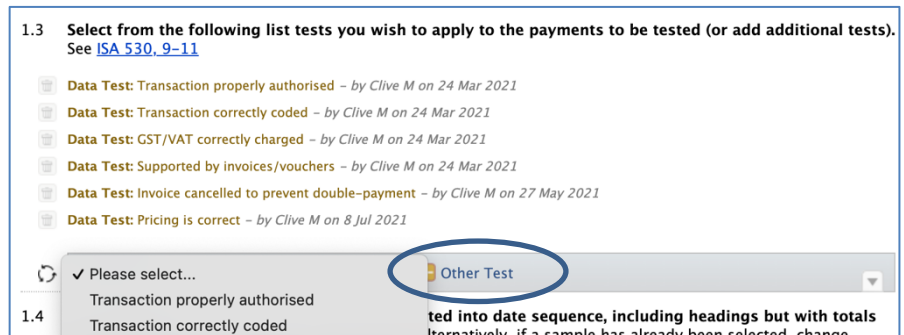 1.3 Select from the following list tests you wish to apply to the payments to be tested (or add additional tests).
See ISA 530, 9-11
Data Test: Transaction properly authorised – by Clive M on 24 Mar 2021
Data Test: Transaction correctly coded – by Clive M on 24 Mar 2021
Data Test: GST/VAT correctly charged – by Clive M on 24 Mar 2021
Data Test: Supported by invoices/vouchers – by Clive M on 24 Mar 2021
Data Test: Invoice cancelled to prevent double-payment – by Clive M on 27 May 2021
Data Test: Pricing is correct – by Clive M on 8 Jul 2021
✓ Please select... Other Test
Transaction properly authorised
1.4 ted into date sequence, including headings but with totals
Transaction correctly coded
lternatively, if a sample has already been selected, change